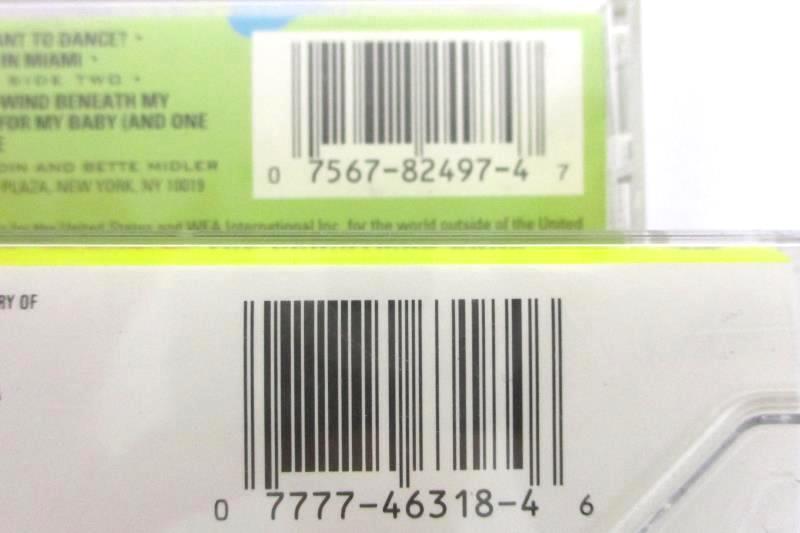 ANT TO DANCE? •
IN MIAMI •
SIDE TWO •
WIND BENEATH MY
FOR MY BABY (AND ONE
E
DIN AND BETTE MIDLER
PLAZA, NEW YORK, NY 10019
0 7567-82497-4 7
by the United States and WEA International Inc. for the world outside of the United
RY OF
0 7777-46318-4 6